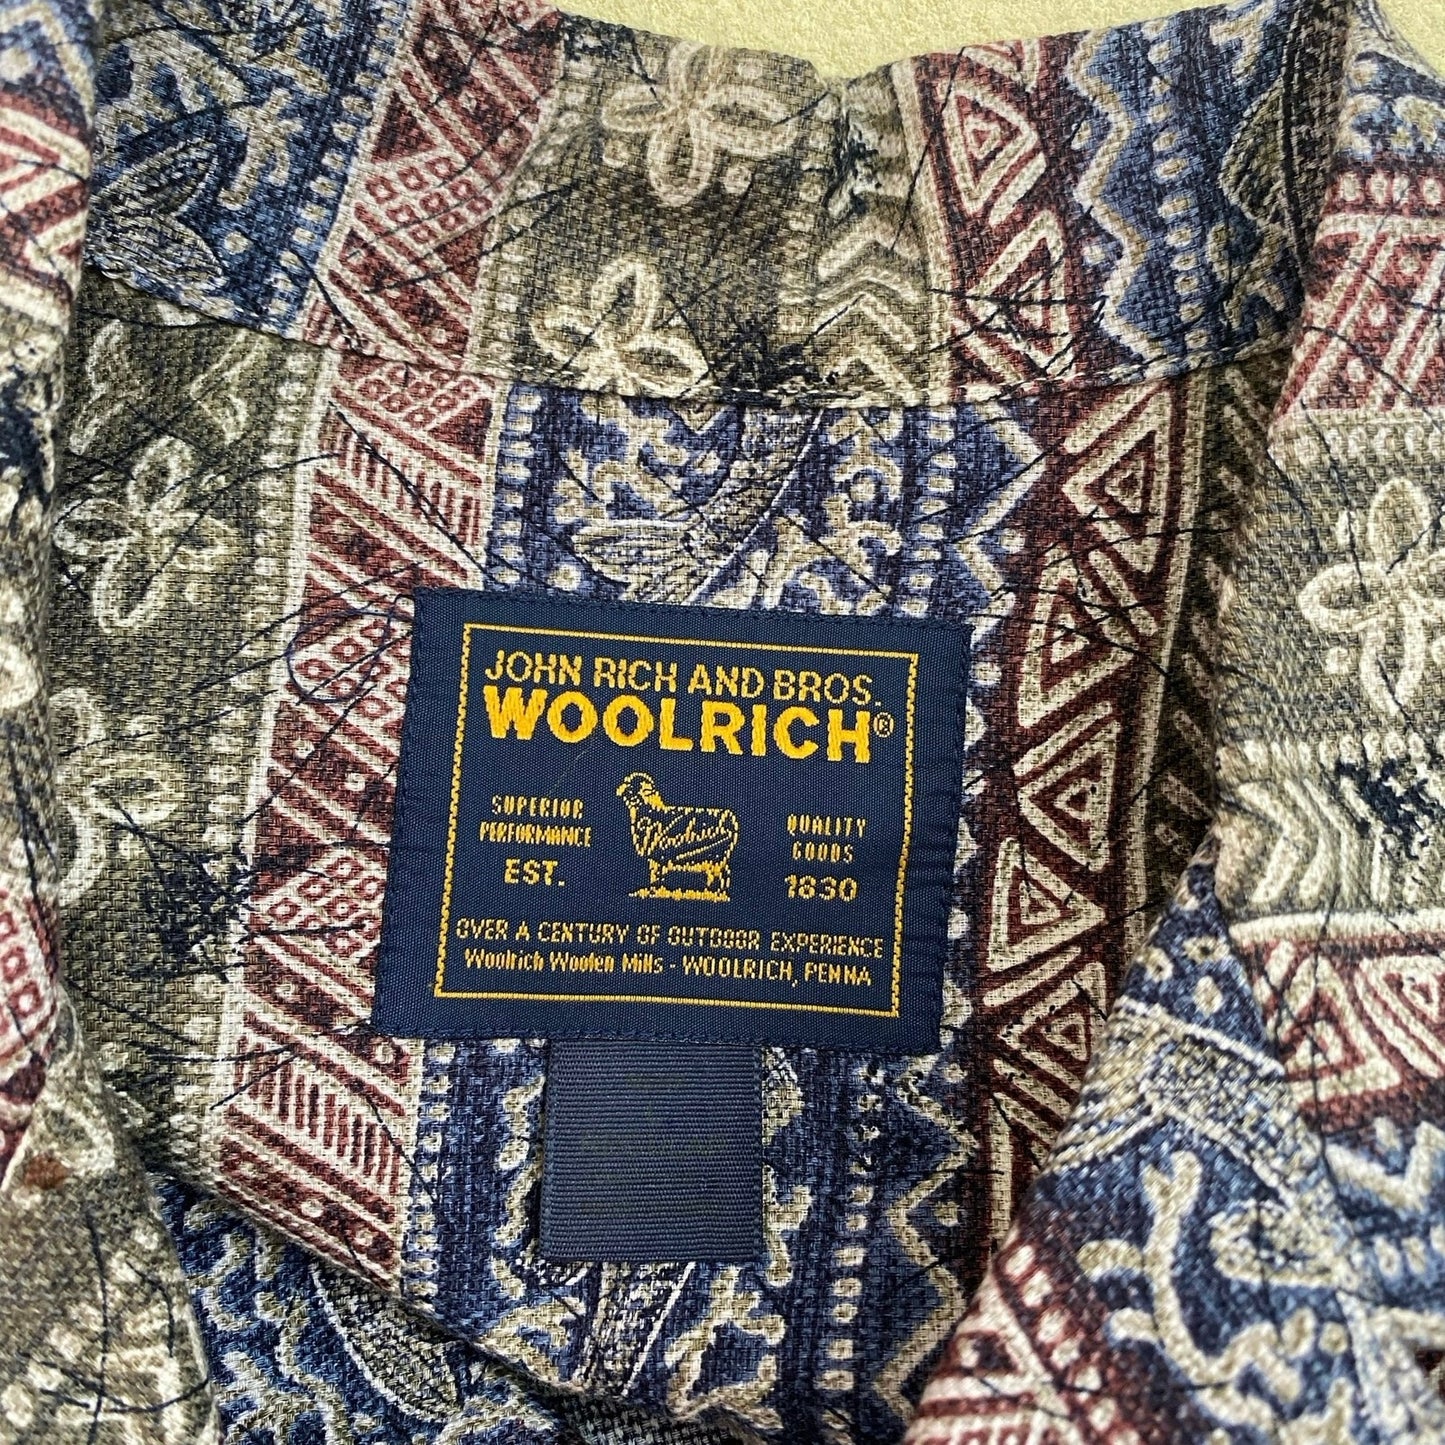 JOHN RICH AND BROS.
WOOLRICH®
SUPERIOR
PERFORMANCE
EST.
Woolrich
QUALITY
GOODS
1830
OVER A CENTURY OF OUTDOOR EXPERIENCE
Woolrich Woolen Mills - WOOLRICH, PENNA